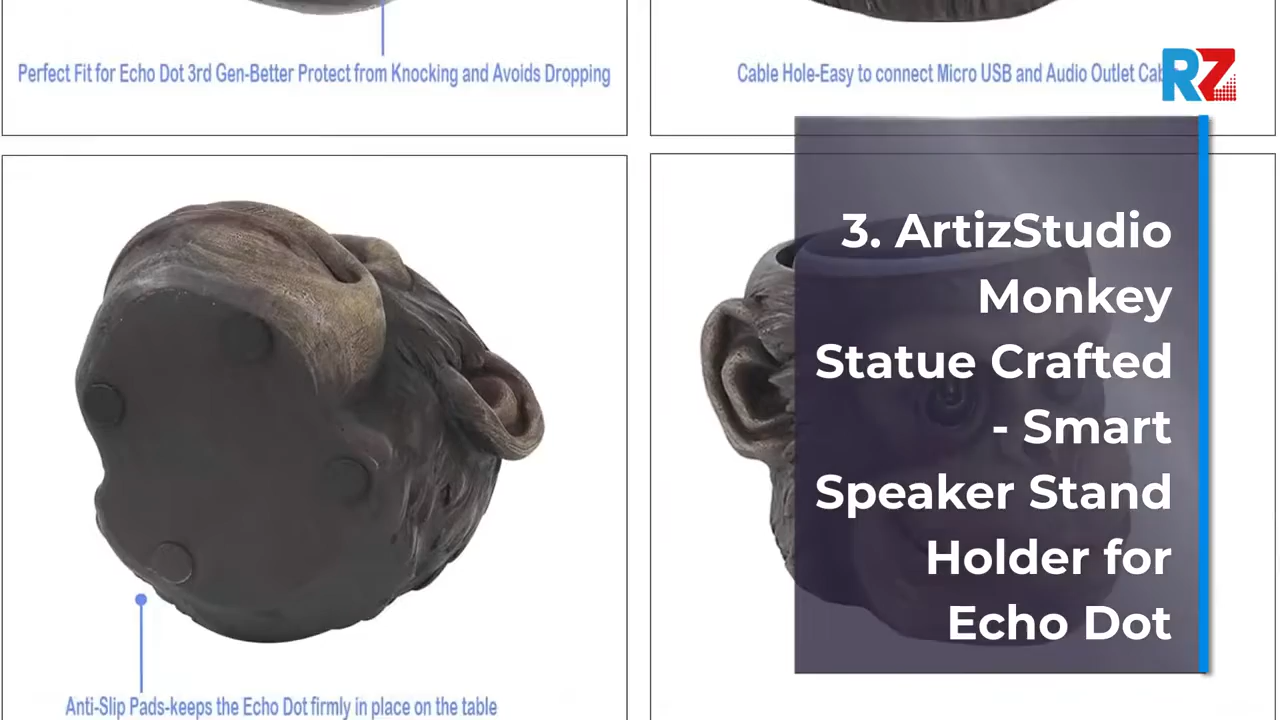 Perfect Fit for Echo Dot 3rd Gen-Better Protect from Knocking and Avoids Dropping
Cable Hole-Easy to connect Micro USB and Audio Outlet
RZ
3. ArtizStudio
Monkey
Statue Crafted
- Smart
Speaker Stand
Holder for
Echo Dot
Anti-Slip Pads-keeps the Echo Dot firmly in place on the table